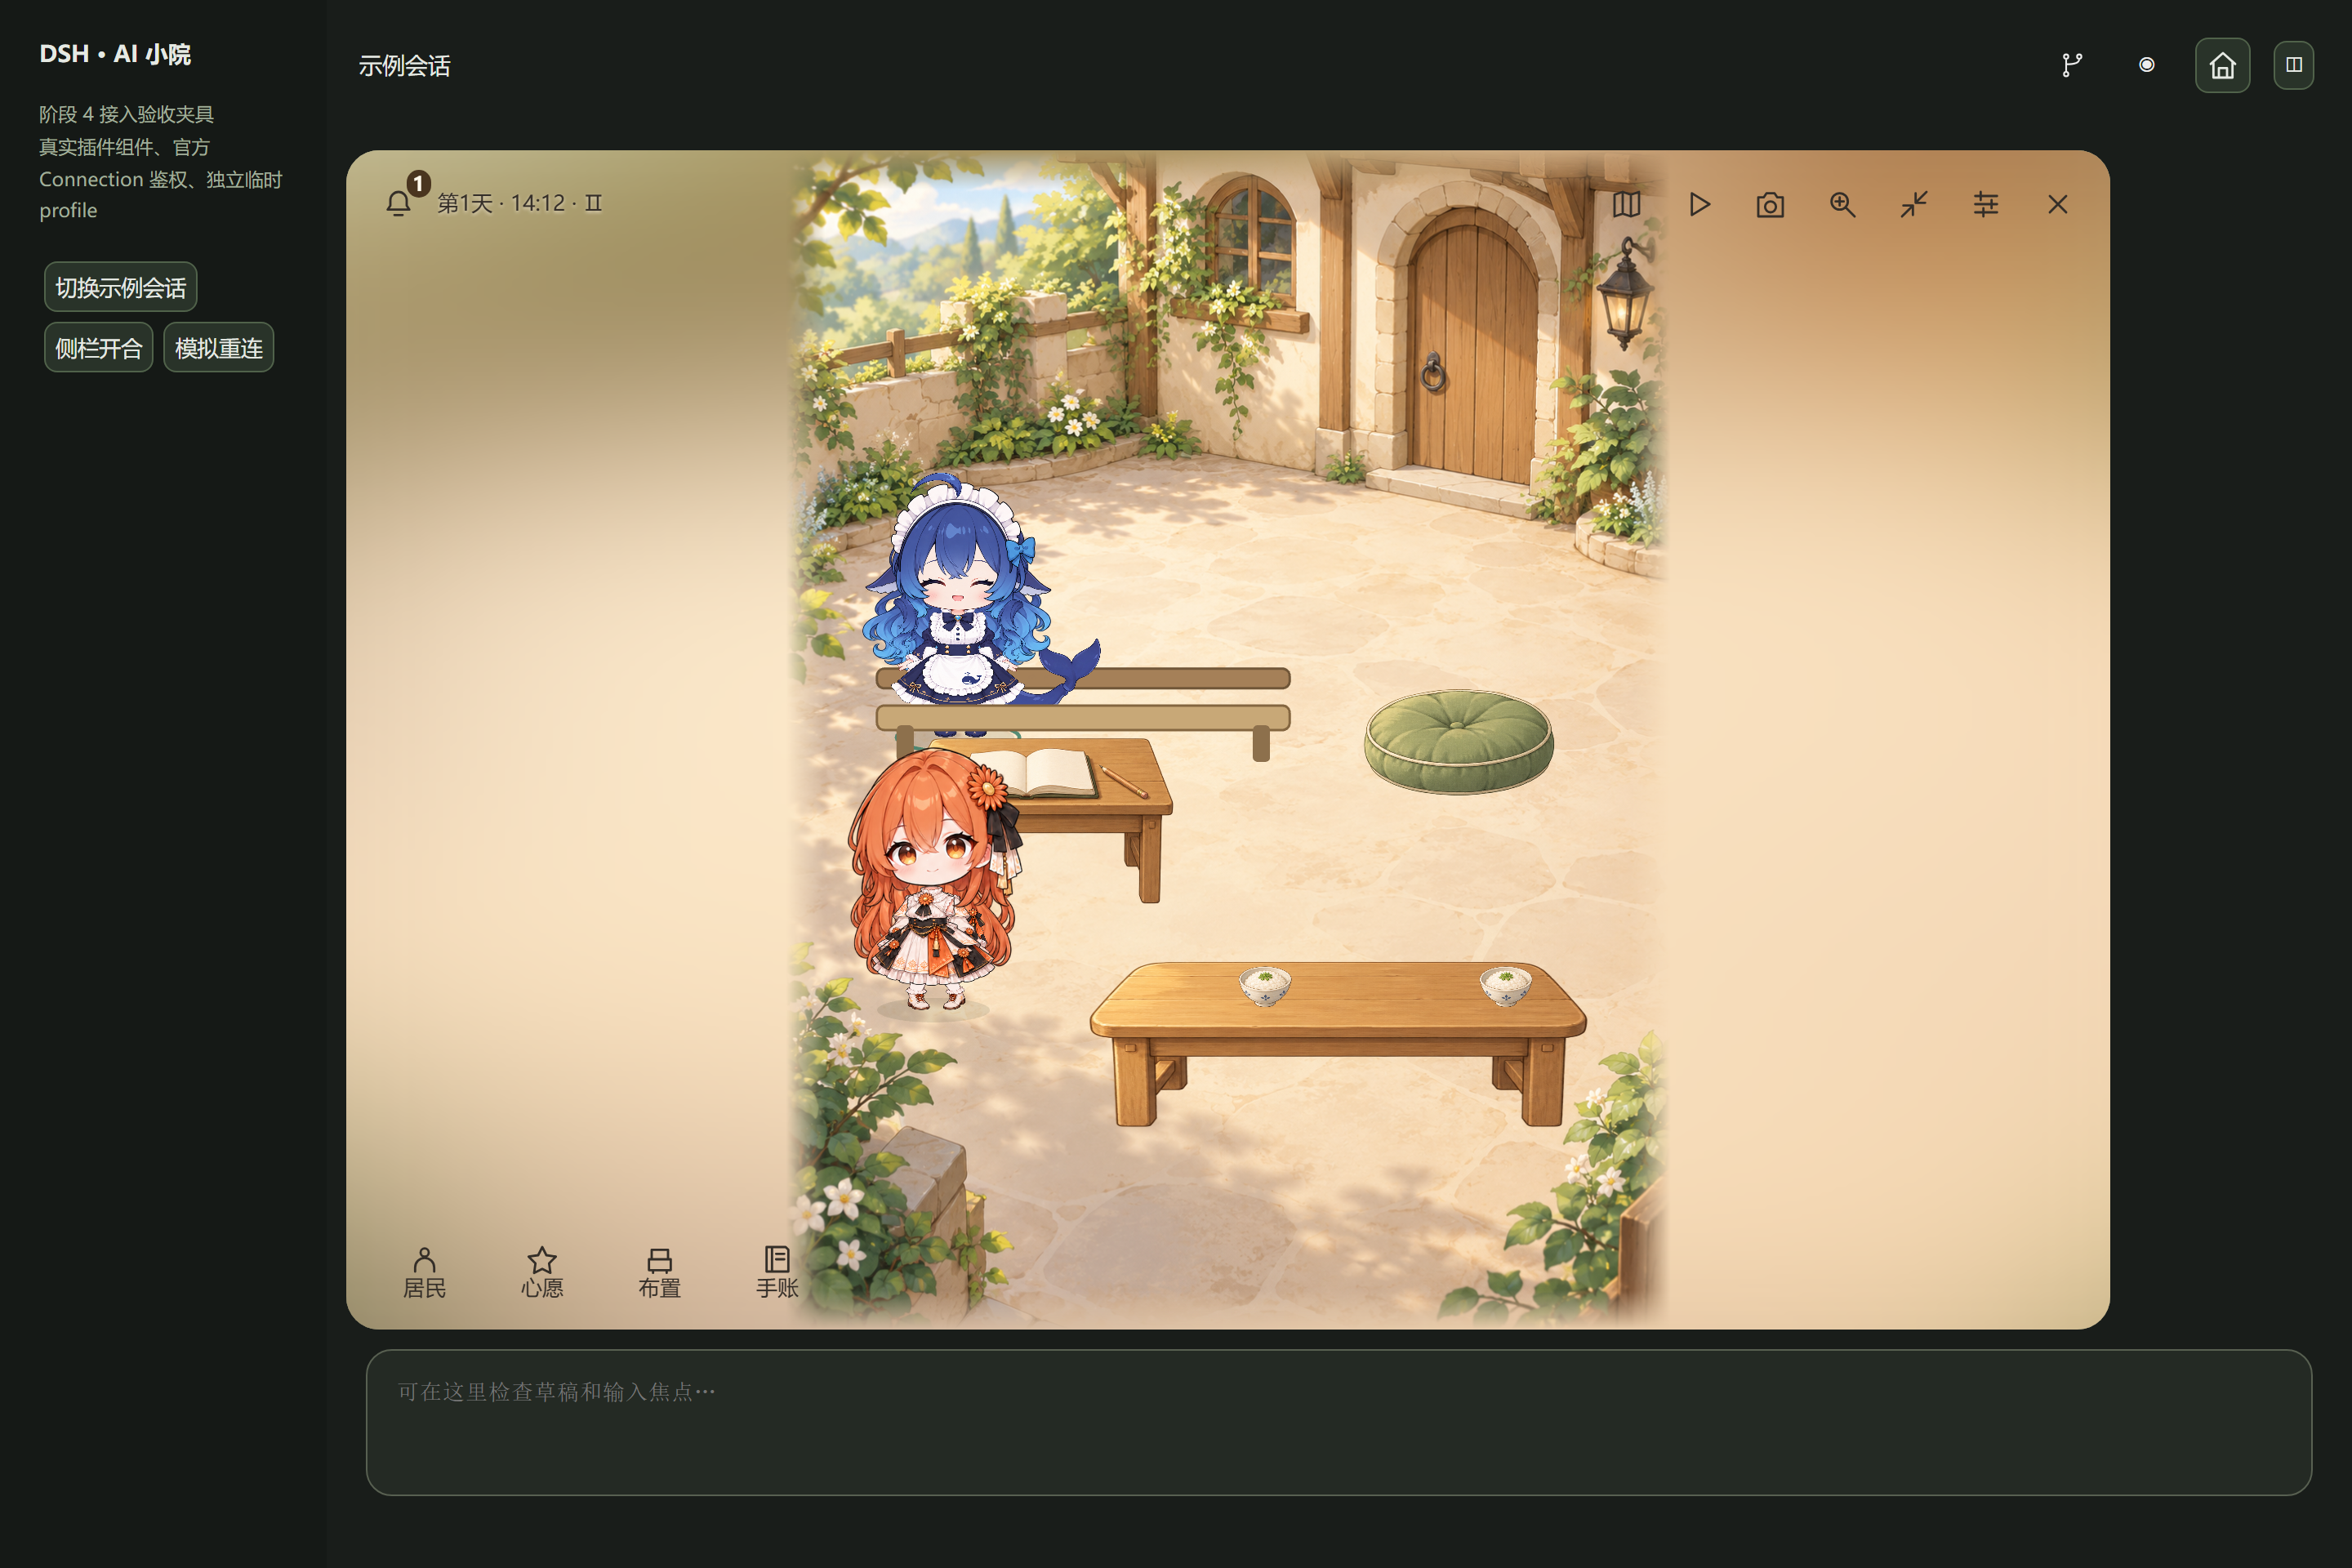 DSH • AI 小院
阶段 4 接入验收夹具
真实插件组件、官方
Connection 鉴权、独立临时
profile
切换示例会话
侧栏开合
模拟重连
示例会话
1
第1天 · 14:12 · II
居民
心愿
布置
手账
可在这里检查草稿和输入焦点…